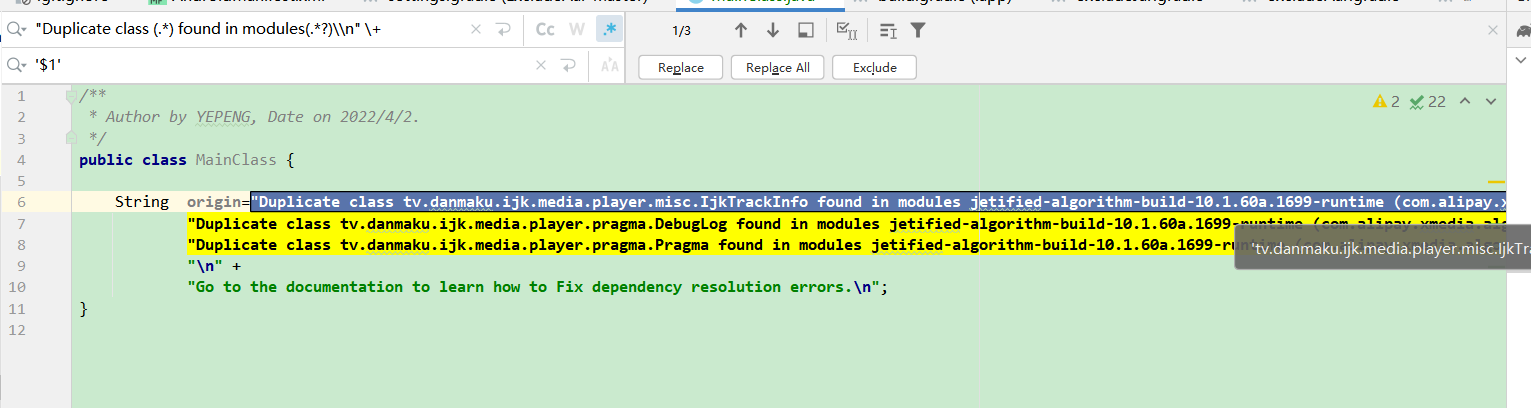 "Duplicate class (.*) found in modules(.*?)\\n" \+
Cc W .*
1/3
'$1'
Replace
Replace All
Exclude
2 22
1 /**
2 * Author by YEPENG, Date on 2022/4/2.
3 */
4 public class MainClass {
5
6 String origin="Duplicate class tv.danmaku.ijk.media.player.misc.IjkTrackInfo found in modules jetified-algorithm-build-10.1.60a.1699-runtime (com.alipay.x
7 "Duplicate class tv.danmaku.ijk.media.player.pragma.DebugLog found in modules jetified-algorithm-build-10.1.60a.1699-runtime (com.alipay.xmedia.alg
8 "Duplicate class tv.danmaku.ijk.media.player.pragma.Pragma found in modules jetified-algorithm-build-10.1.60a.1699-r
'tv.danmaku.ijk.media.player.misc.IjkTr
9 "\n" +
10 "Go to the documentation to learn how to Fix dependency resolution errors.\n";
11 }
12